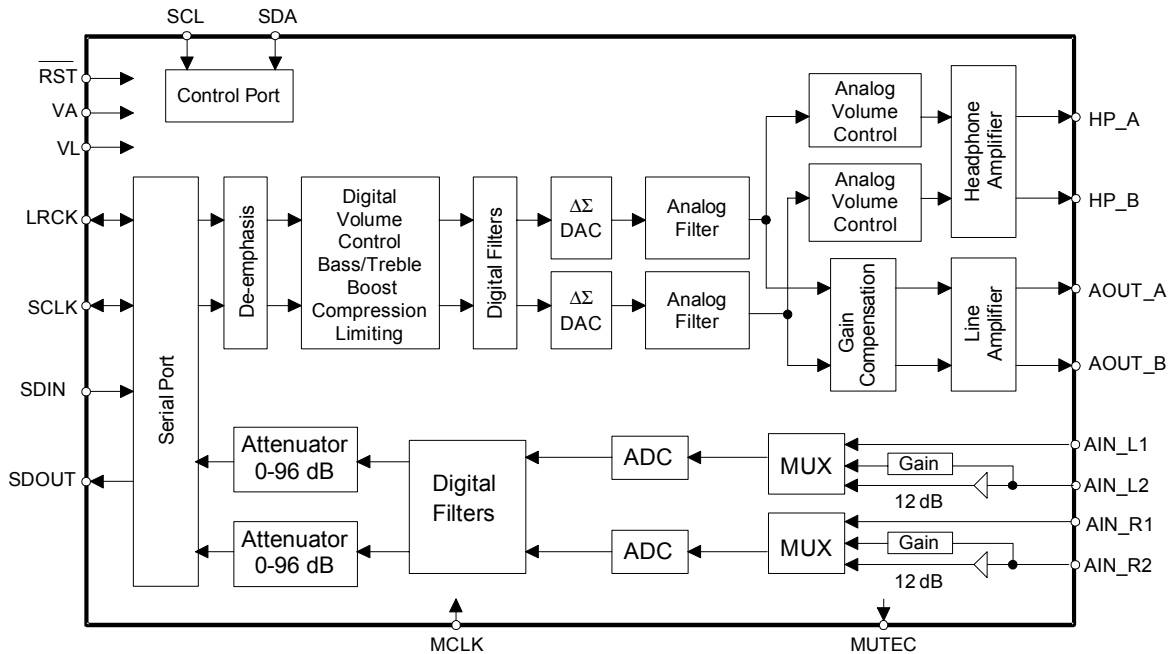 SCL
SDA
RST
VA
VL
LRCK
SCLK
SDIN
SDOUT
Control Port
Serial Port
De-emphasis
Digital
Volume
Control
Bass/Treble
Boost
Compression
Limiting
Digital Filters
ΔΣ
DAC
ΔΣ
DAC
Analog
Filter
Analog
Filter
Analog
Volume
Control
Analog
Volume
Control
Headphone
Amplifier
Gain
Compensation
Line
Amplifier
HP_A
HP_B
AOUT_A
AOUT_B
Attenuator
0-96 dB
Attenuator
0-96 dB
Digital
Filters
ADC
ADC
MUX
MUX
Gain
12 dB
Gain
12 dB
AIN_L1
AIN_L2
AIN_R1
AIN_R2
MCLK
MUTEC